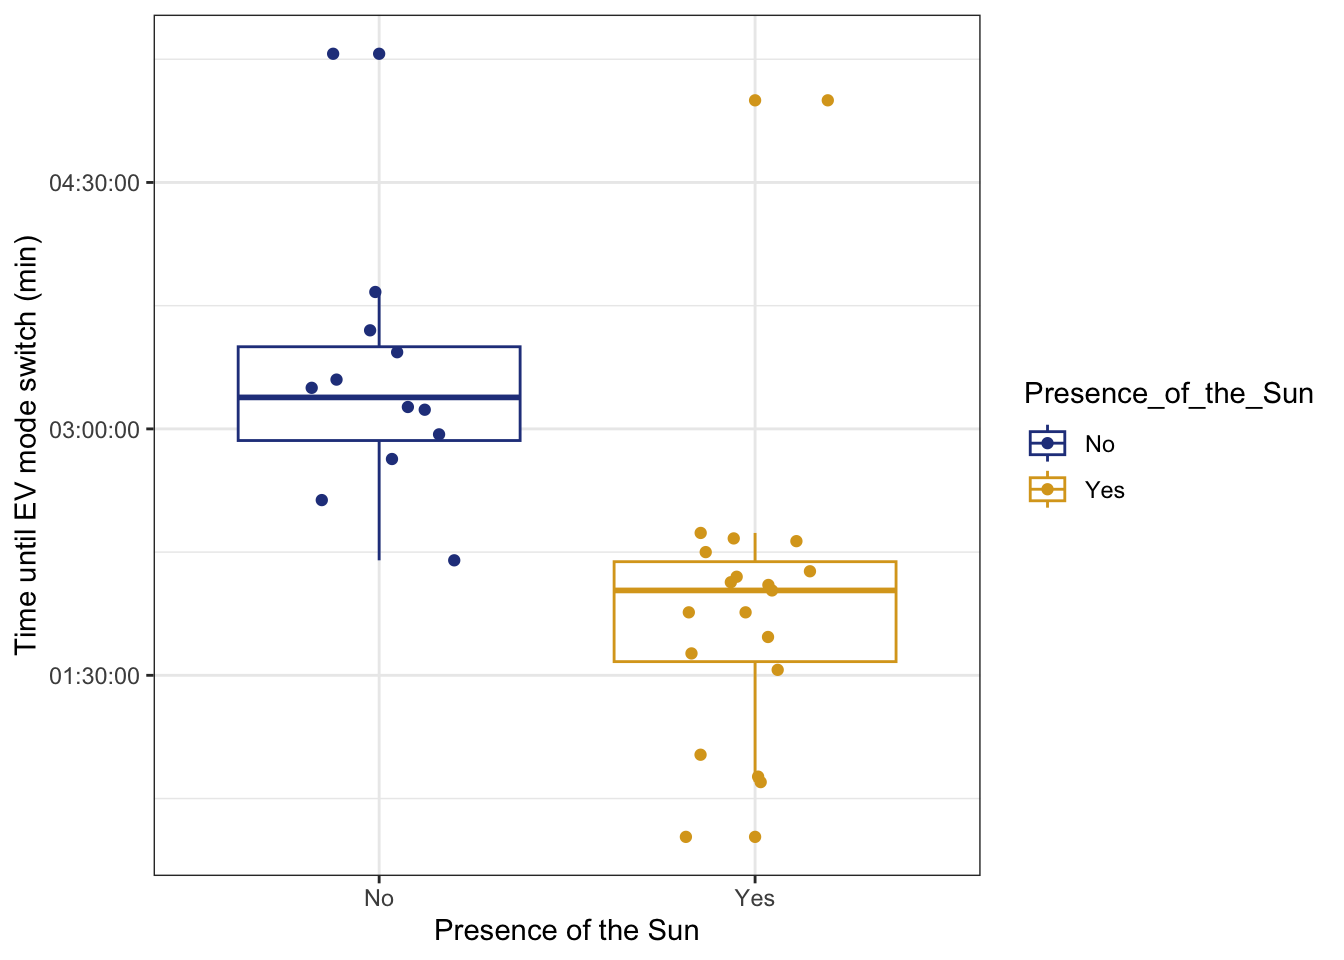 Time until EV mode switch (min)
04:30:00
03:00:00
01:30:00
No
Yes
Presence of the Sun
Presence_of_the_Sun
No
Yes